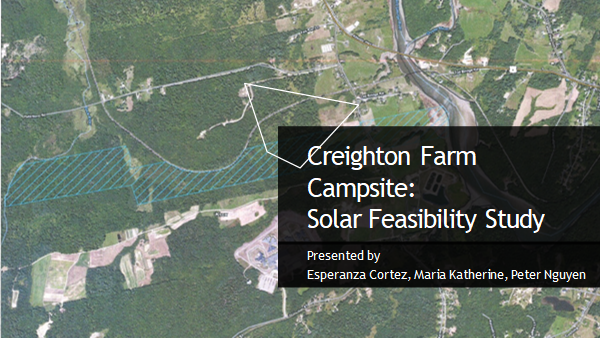 Creighton Farm
Campsite:
Solar Feasibility Study
Presented by
Esperanza Cortez, Maria Katherine, Peter Nguyen